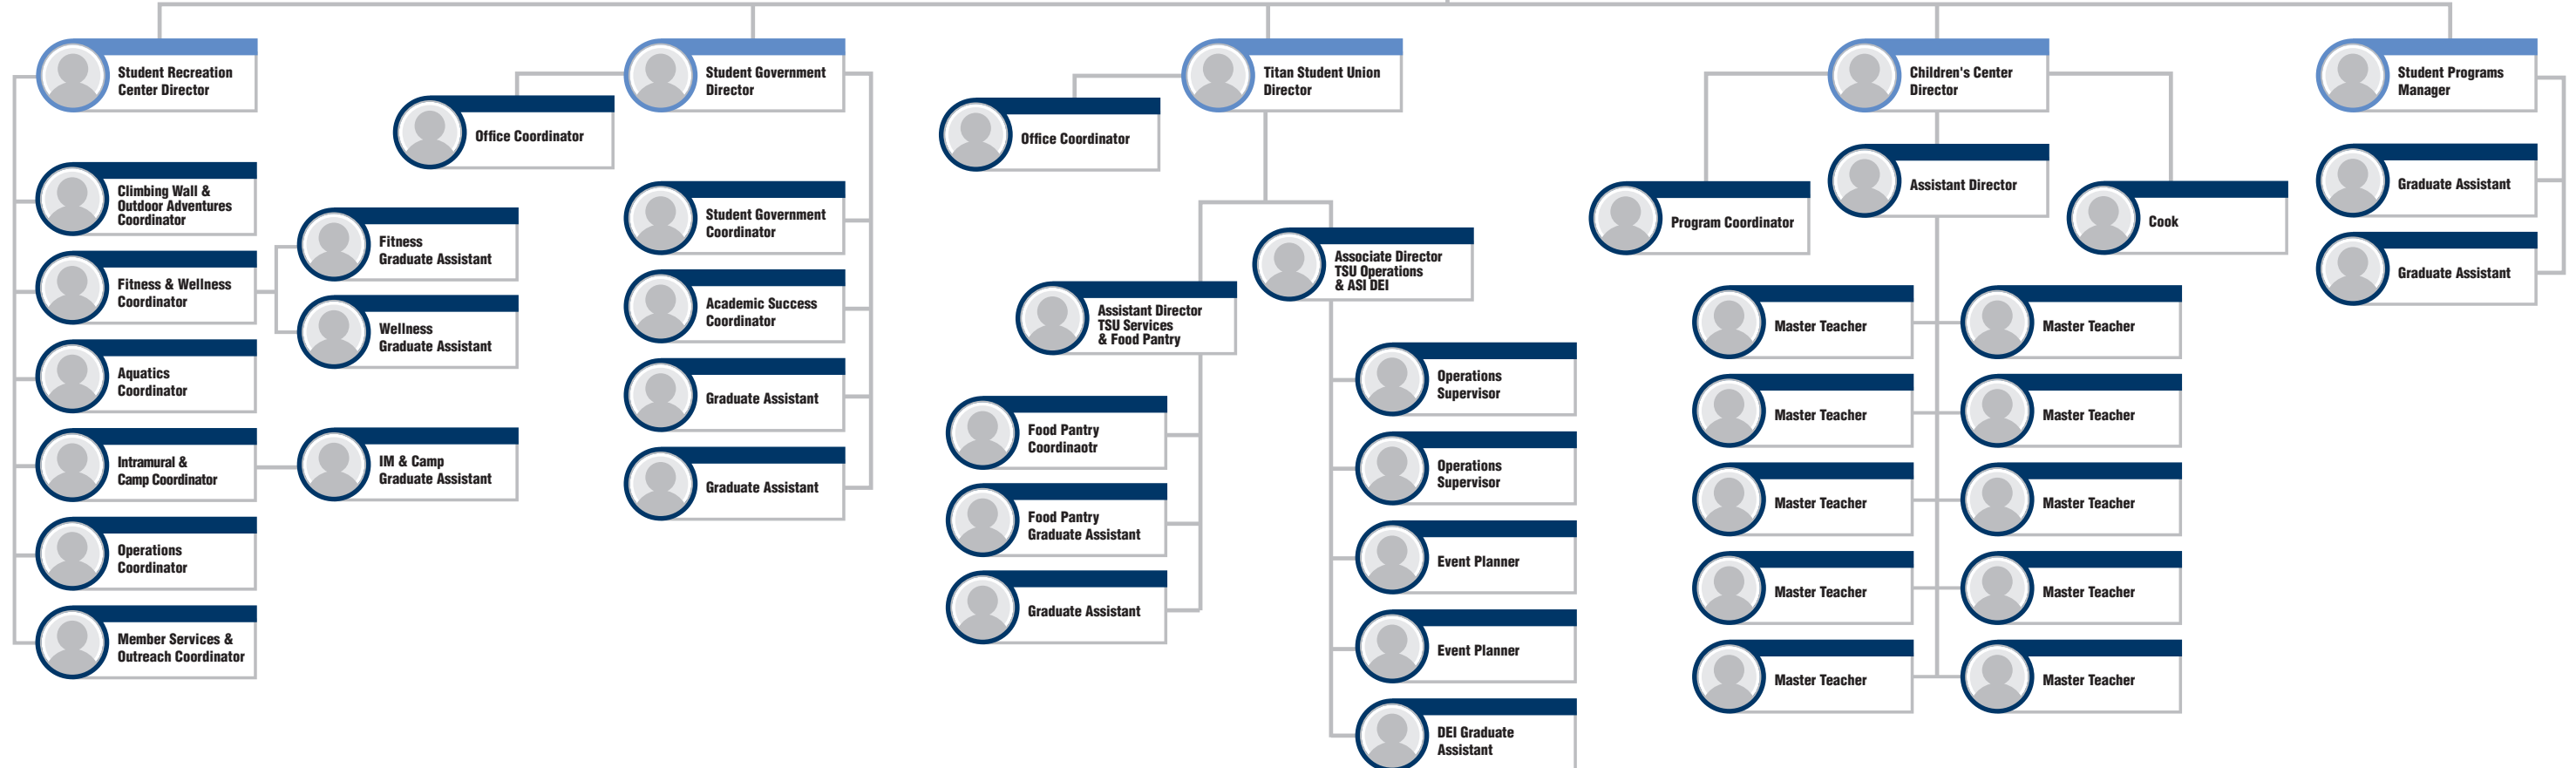 Student Recreation
Center Director
Climbing Wall &
Outdoor Adventures
Coordinator
Fitness & Wellness
Coordinator
Fitness
Graduate Assistant
Wellness
Graduate Assistant
Aquatics
Coordinator
Intramural &
Camp Coordinator
IM & Camp
Graduate Assistant
Operations
Coordinator
Member Services &
Outreach Coordinator
Student Government
Director
Office Coordinator
Student Government
Coordinator
Academic Success
Coordinator
Graduate Assistant
Graduate Assistant
Titan Student Union
Director
Office Coordinator
Assistant Director
TSU Services
& Food Pantry
Food Pantry
Coordinaotr
Food Pantry
Graduate Assistant
Graduate Assistant
Associate Director
TSU Operations
& ASI DEI
Operations
Supervisor
Operations
Supervisor
Event Planner
Event Planner
DEI Graduate
Assistant
Children's Center
Director
Program Coordinator
Assistant Director
Cook
Master Teacher
Master Teacher
Master Teacher
Master Teacher
Master Teacher
Master Teacher
Master Teacher
Master Teacher
Master Teacher
Master Teacher
Student Programs
Manager
Graduate Assistant
Graduate Assistant